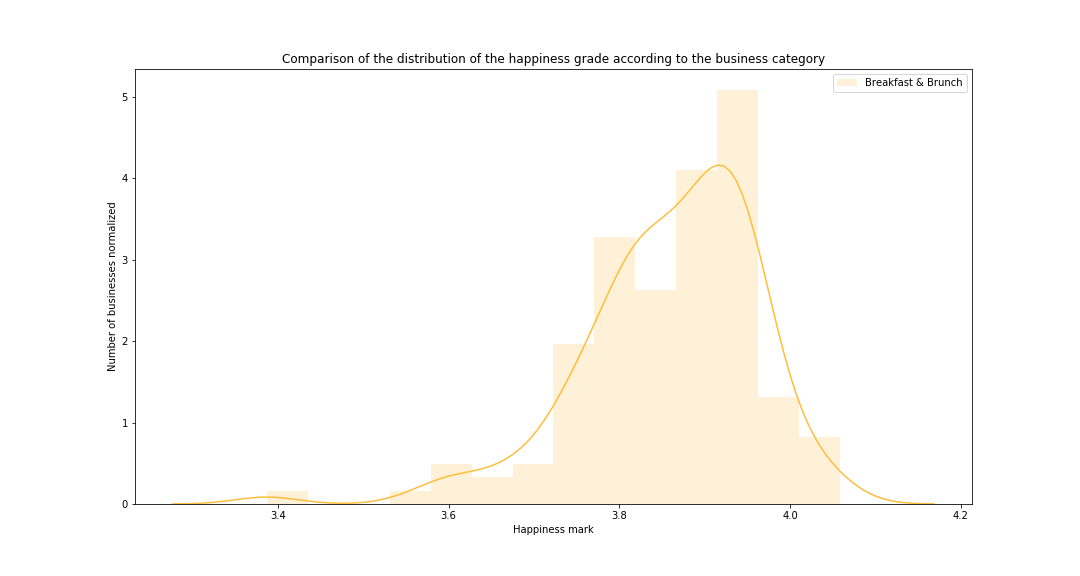 Comparison of the distribution of the happiness grade according to the business category
Breakfast & Brunch
5
4
3
2
1
0
Number of businesses normalized
3.4
3.6
3.8
4.0
4.2
Happiness mark